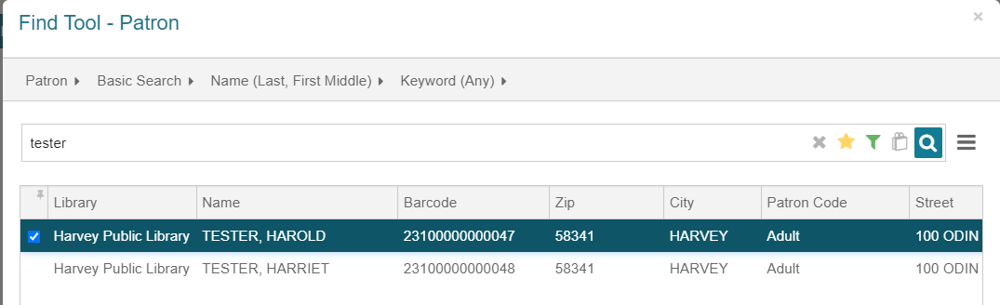 Find Tool - Patron
Patron Basic Search Name (Last, First Middle) Keyword (Any)
tester
Library Name Barcode Zip City Patron Code Street
Harvey Public Library TESTER, HAROLD 23100000000047 58341 HARVEY Adult 100 ODIN
Harvey Public Library TESTER, HARRIET 23100000000048 58341 HARVEY Adult 100 ODIN